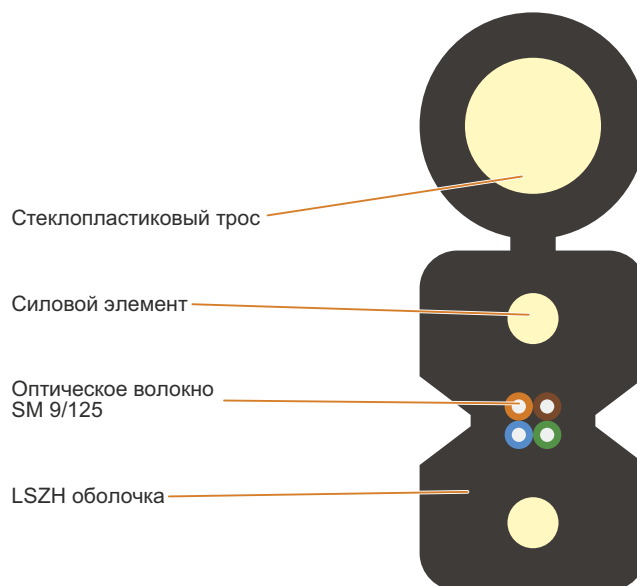 Стеклопластиковый трос
Силовой элемент
Оптическое волокно
SM 9/125
LSZH оболочка